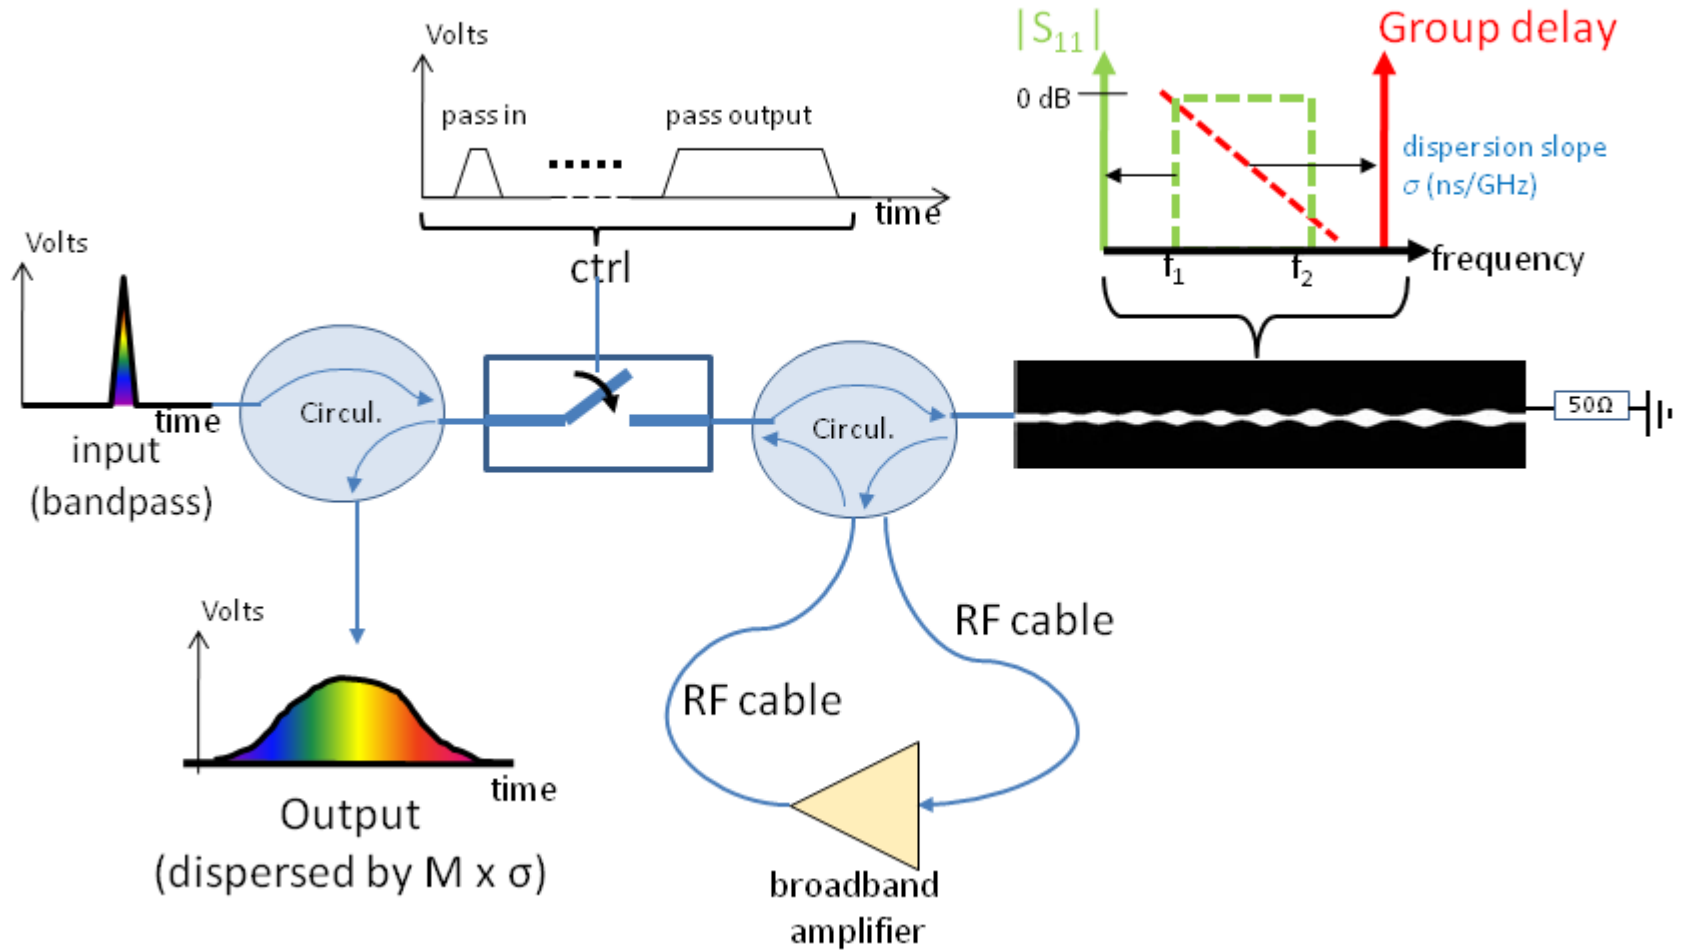 Volts
pass in
pass output
time
ctrl
|S11|
Group delay
0 dB
dispersion slope
σ (ns/GHz)
f1
f2
frequency
Volts
time
input
(bandpass)
Circul.
Circul.
50Ω
Volts
time
Output
(dispersed by M x σ)
RF cable
RF cable
broadband
amplifier